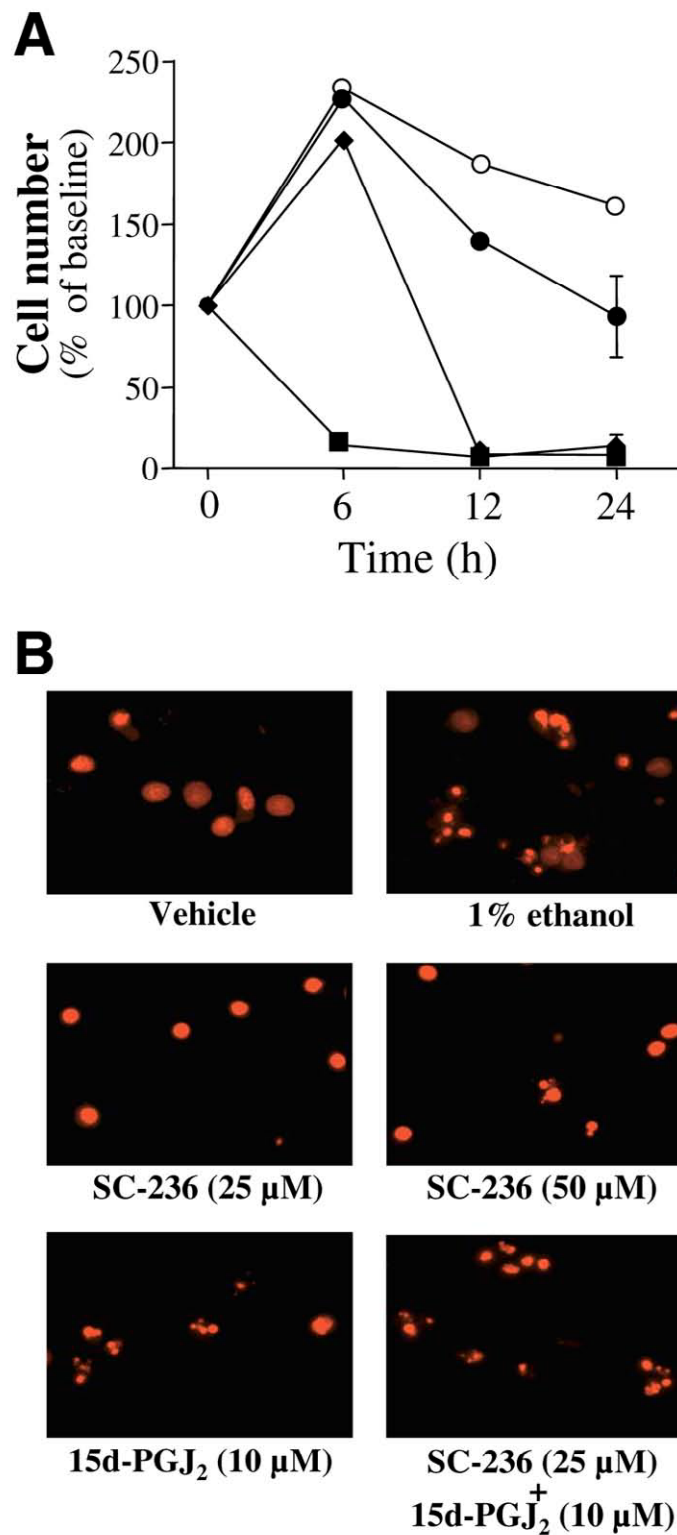 A
250
200
150
100
50
0
Cell number
(% of baseline)
0 6 12 24
Time (h)
B
Vehicle 1% ethanol
SC-236 (25 μM) SC-236 (50 μM)
15d-PGJ₂ (10 μM) SC-236 (25 μM)
+
15d-PGJ₂ (10 μM)